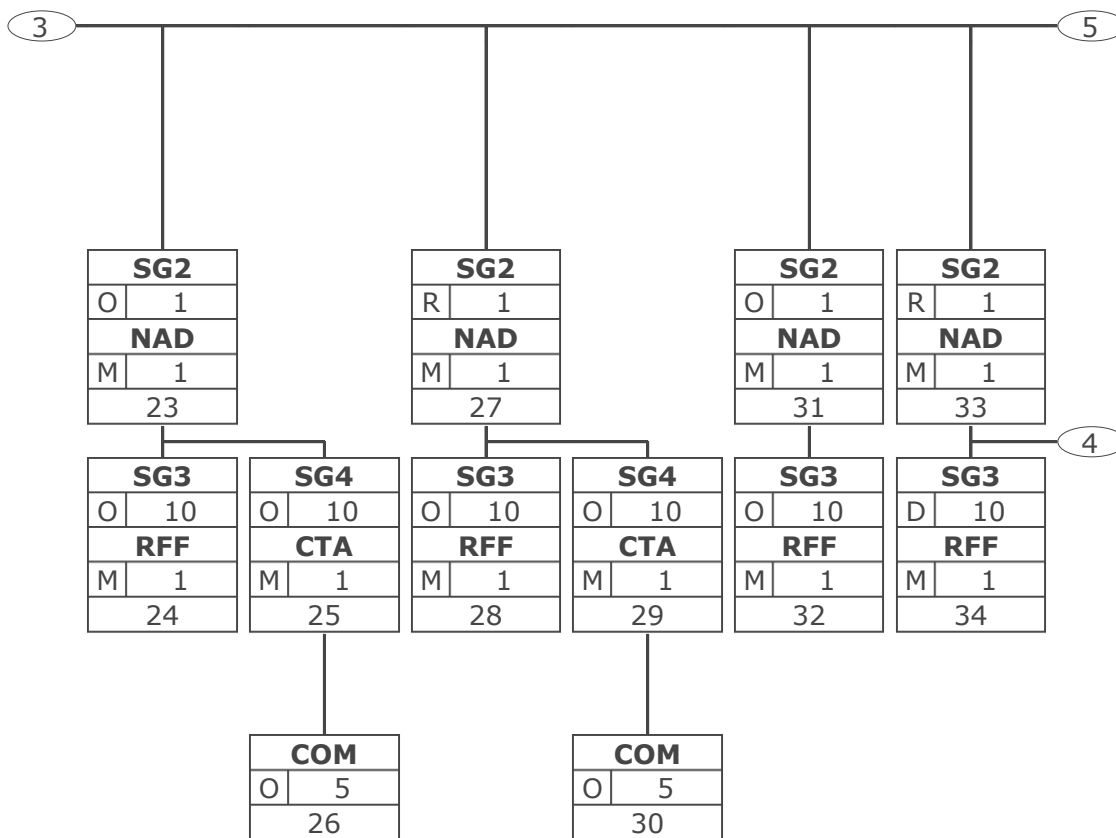 3 5
SG2 SG2 SG2 SG2
O 1 R 1 O 1 R 1
NAD NAD NAD NAD
M 1 M 1 M 1 M 1
23 27 31 33
4
SG3 SG4 SG3 SG4 SG3 SG3
O 10 O 10 O 10 O 10 O 10 D 10
RFF CTA RFF CTA RFF RFF
M 1 M 1 M 1 M 1 M 1 M 1
24 25 28 29 32 34
COM COM
O 5 O 5
26 30